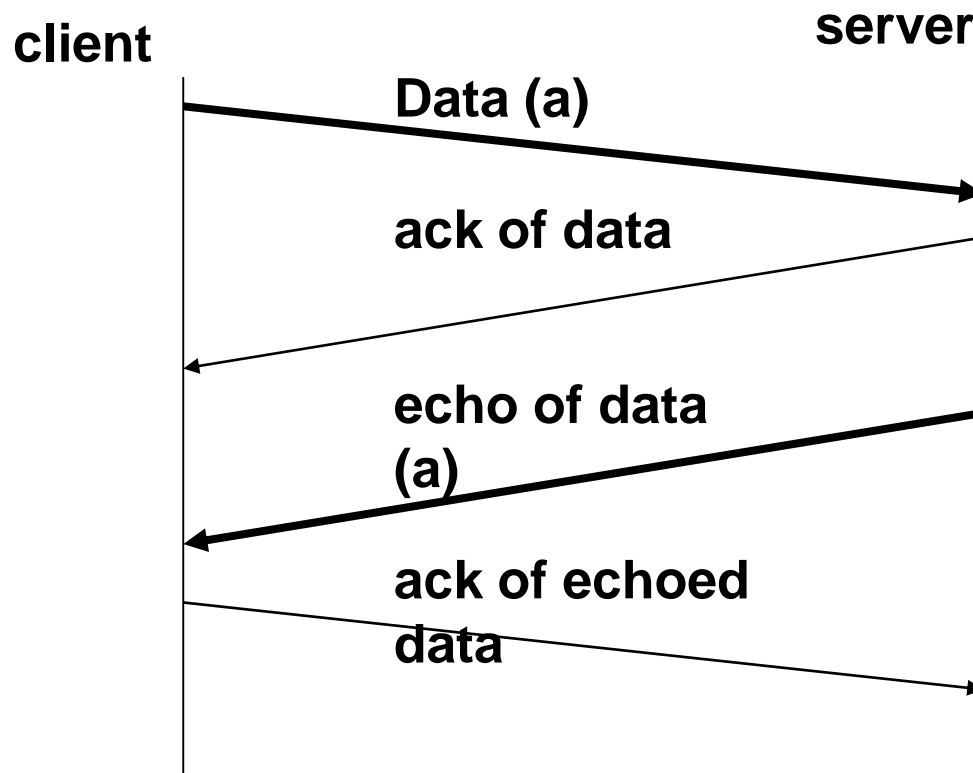 client
server
Data (a)
ack of data
echo of data
(a)
ack of echoed
data